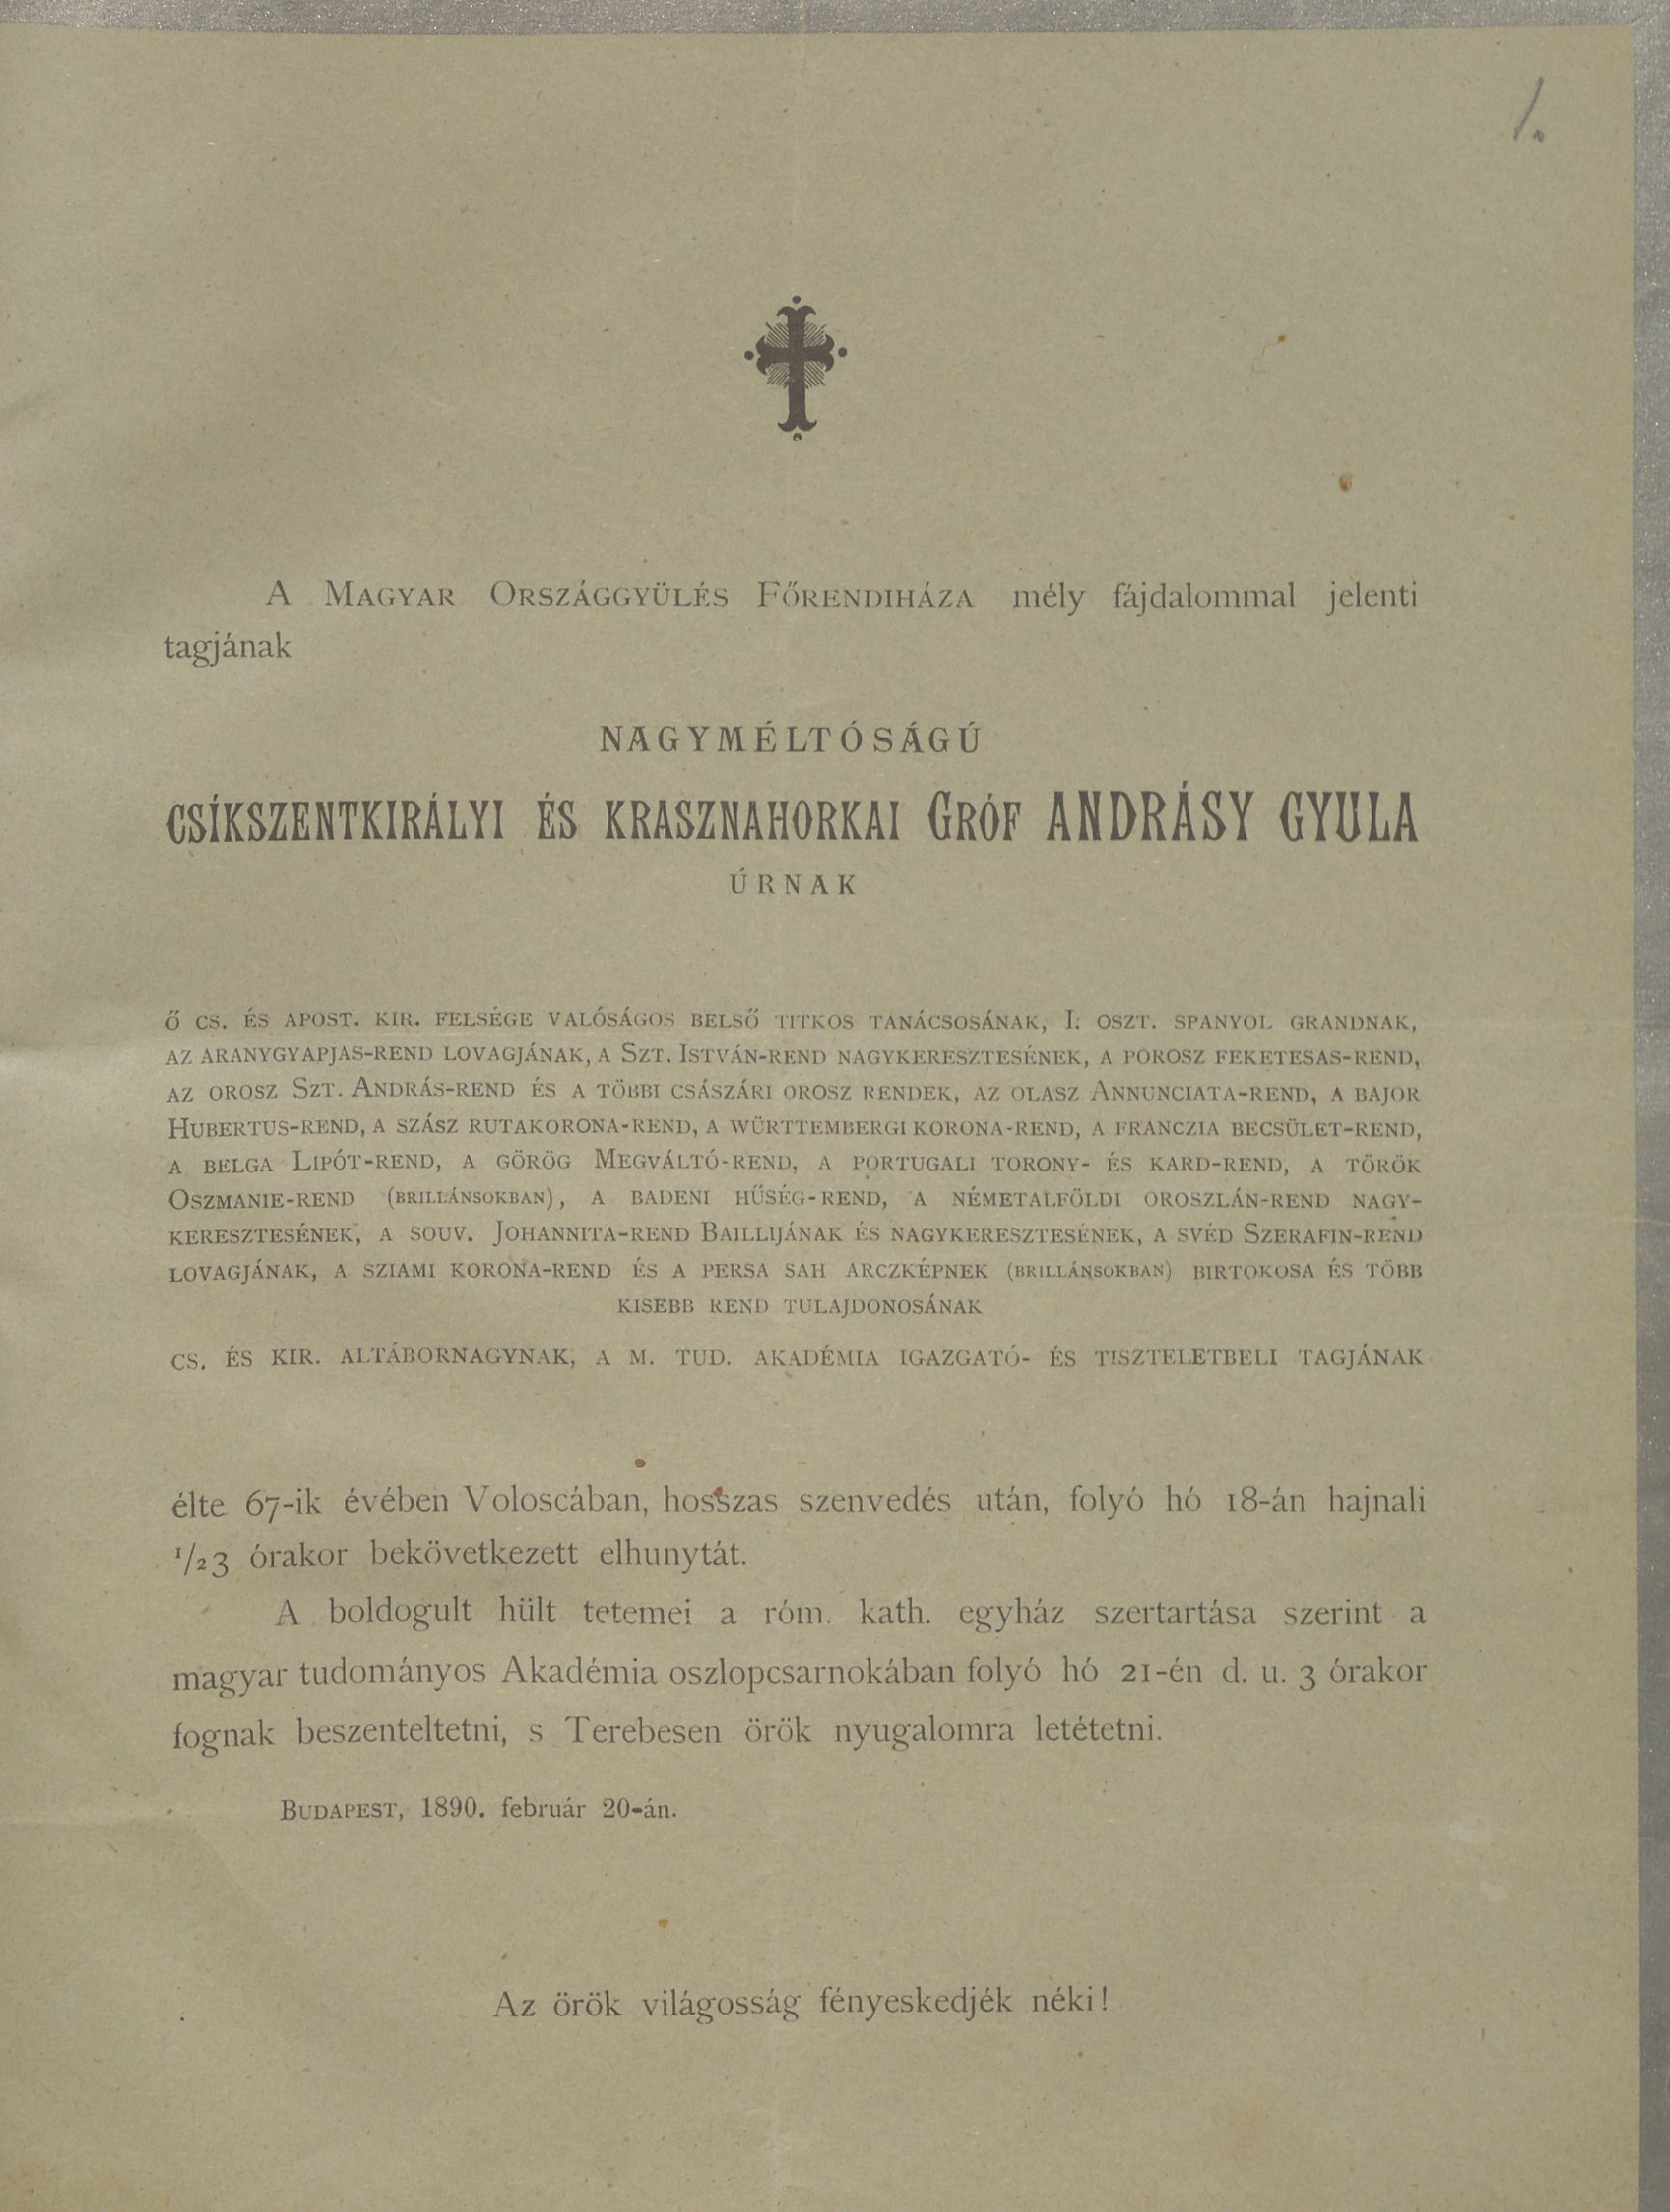 1.
A Magyar Országgyülés Főrendiháza mély fájdalommal jelenti
tagjának
NAGYMÉLTÓSÁGÚ
CSÍKSZENTKIRÁLYI ÉS KRASZNAHORKAI GRÓF ANDRÁSY GYULA
ÚRNAK
ő cs. és apost. kir. felsége valóságos belső titkos tanácsosának, I. oszt. spanyol grandnak,
az aranygyapjas-rend lovagjának, a Szt. István-rend nagykeresztesének, a porosz feketesas-rend,
az orosz Szt. András-rend és a többi császári orosz rendek, az olasz Annunciata-rend, a bajor
Hubertus-rend, a szász rutakorona-rend, a württembergi korona-rend, a franczia becsület-rend,
a belga Lipót-rend, a görög Megváltó-rend, a portugali torony- és kard-rend, a török
Oszmanie-rend (brillánsokban), a badeni hűség-rend, a németalföldi oroszlán-rend nagy-
keresztesének, a souv. Johannita-rend Baillijának és nagykeresztesének, a svéd Szerafin-rend
lovagjának, a sziami korona-rend és a persa sah arczképnek (brillánsokban) birtokosa és több
kisebb rend tulajdonosának
cs. és kir. altábornagynak, a m. tud. akadémia igazgató- és tiszteletbeli tagjának
élte 67-ik évében Voloscában, hosszas szenvedés után, folyó hó 18-án hajnali
1/2 3 órakor bekövetkezett elhunytát.
A boldogult hült tetemei a róm. kath. egyház szertartása szerint a
magyar tudományos Akadémia oszlopcsarnokában folyó hó 21-én d. u. 3 órakor
fognak beszenteltetni, s Terebesen örök nyugalomra letétetni.
Budapest, 1890. február 20-án.
Az örök világosság fényeskedjék néki!